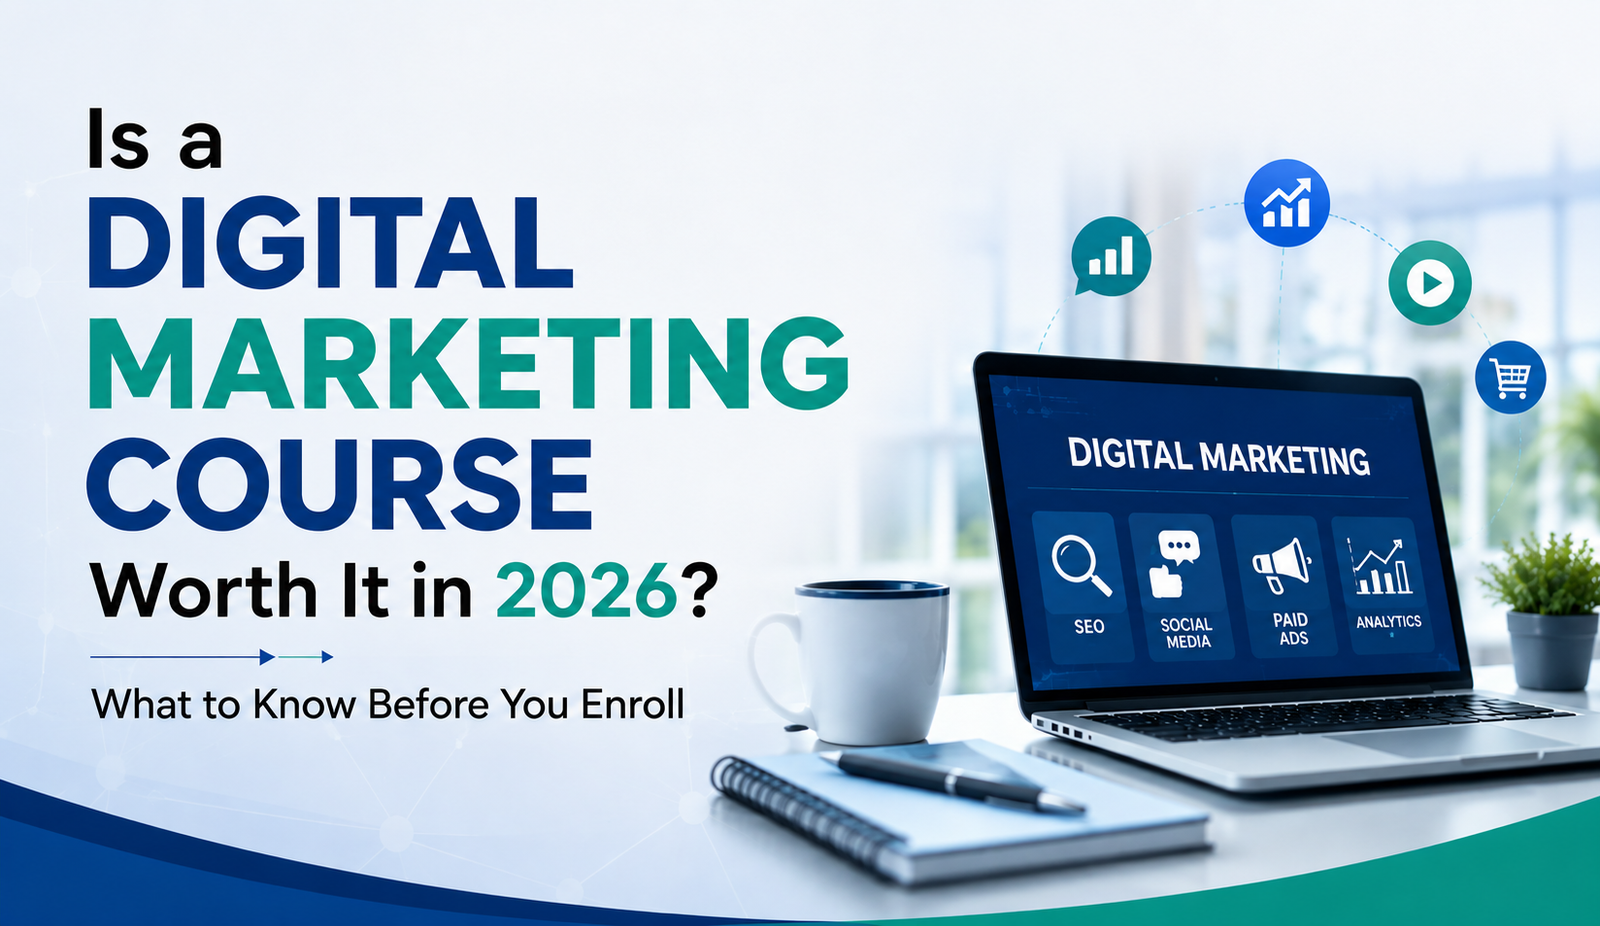 Is a
DIGITAL
MARKETING
COURSE
Worth It in 2026?
What to Know Before You Enroll
DIGITAL MARKETING
SEO
SOCIAL
MEDIA
PAID
ADS
ANALYTICS